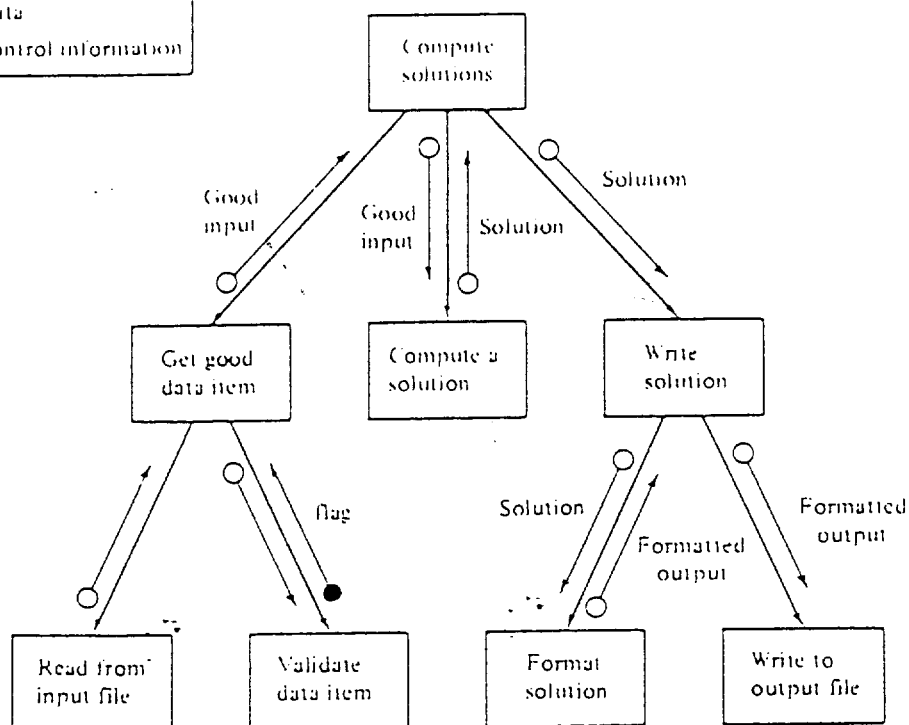 ontrol information
Compute
solutions
Good
input
Good
input
Solution
Solution
Get good
data item
Compute a
solution
Write
solution
flag
Solution
Formatted
output
Formatted
output
Read from
input file
Validate
data item
Format
solution
Write to
output file